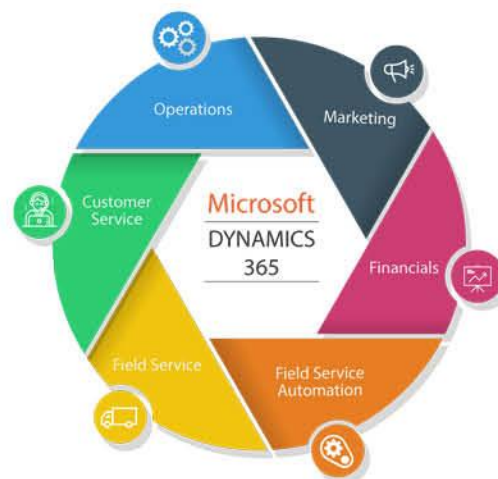 Operations
Marketing
Customer
Service
Microsoft
DYNAMICS
365
Financials
Field Service
Field Service
Automation